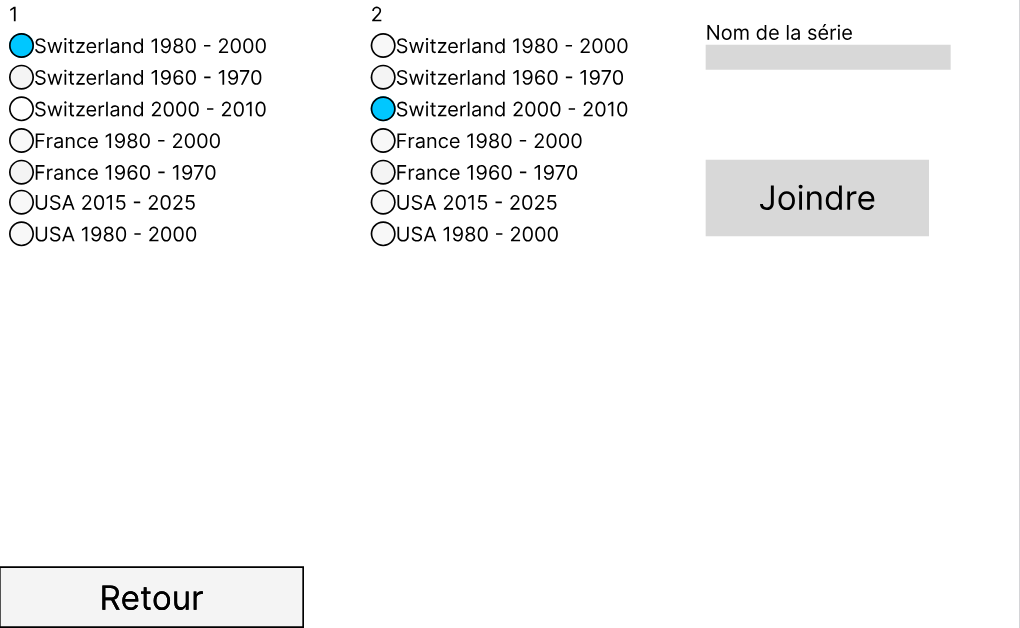 1
Switzerland 1980 - 2000
Switzerland 1960 - 1970
Switzerland 2000 - 2010
France 1980 - 2000
France 1960 - 1970
USA 2015 - 2025
USA 1980 - 2000
2
Switzerland 1980 - 2000
Switzerland 1960 - 1970
Switzerland 2000 - 2010
France 1980 - 2000
France 1960 - 1970
USA 2015 - 2025
USA 1980 - 2000
Nom de la série
Joindre
Retour